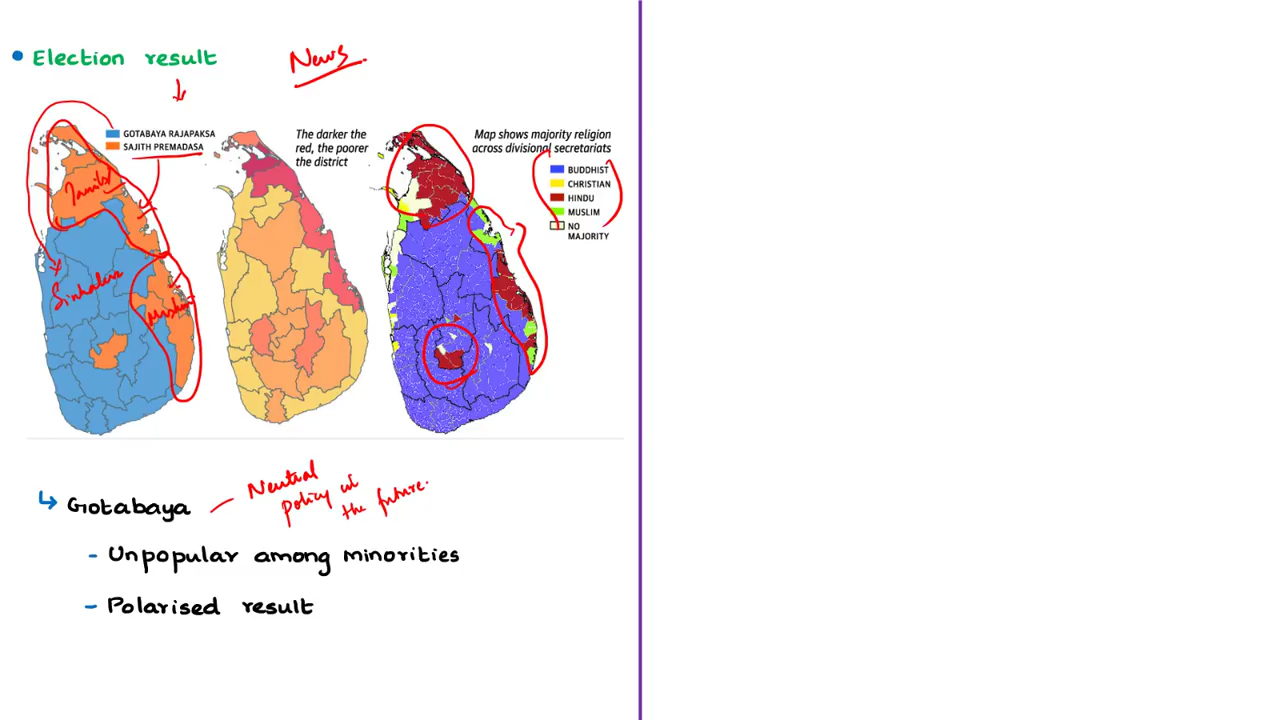 Election result
News
GOTABAYA RAJAPAKSA
SAJITH PREMADASA
The darker the
red, the poorer
the district
Map shows majority religion
across divisional secretariats
BUDDHIST
CHRISTIAN
HINDU
MUSLIM
NO
MAJORITY
Tamils
Sinhalese
Muslims
Gotabaya
Neutral
policy in
the future.
- Unpopular among minorities
- Polarised result